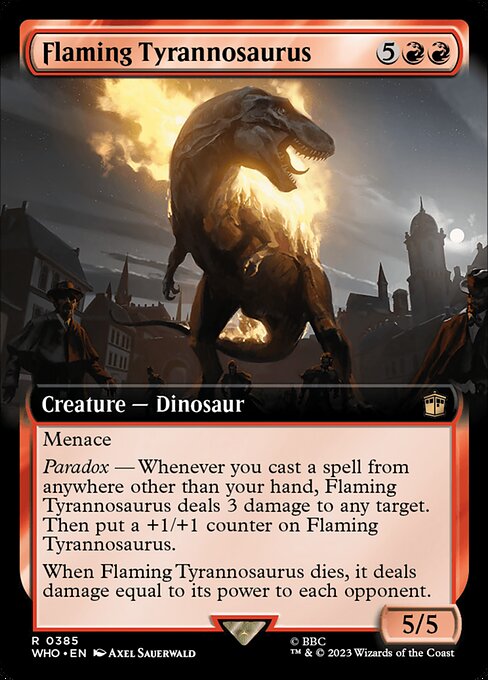 Flaming Tyrannosaurus 5
Creature — Dinosaur
Menace
Paradox — Whenever you cast a spell from
anywhere other than your hand, Flaming
Tyrannosaurus deals 3 damage to any target.
Then put a +1/+1 counter on Flaming
Tyrannosaurus.
When Flaming Tyrannosaurus dies, it deals
damage equal to its power to each opponent.
5/5
R 0385
WHO • EN Axel Sauerwald
© BBC
™ & © 2023 Wizards of the Coast